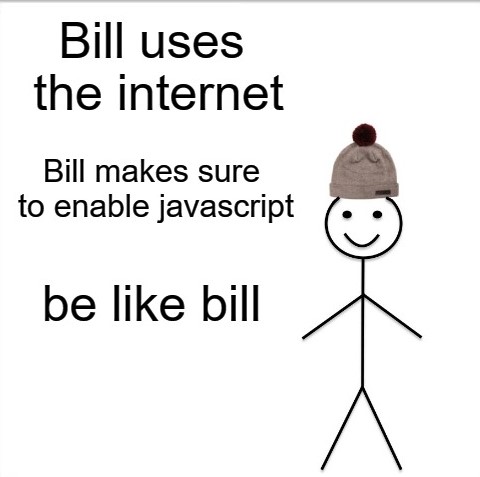 Bill uses
the internet
Bill makes sure
to enable javascript
be like bill